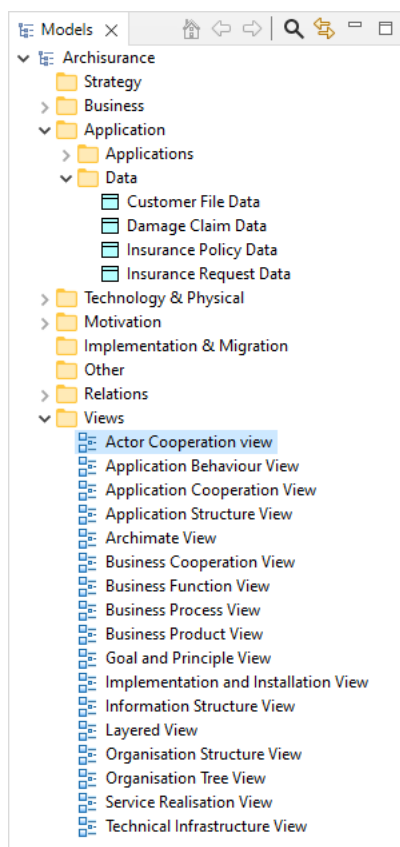 Models
Archisurance
Strategy
Business
Application
Applications
Data
Customer File Data
Damage Claim Data
Insurance Policy Data
Insurance Request Data
Technology & Physical
Motivation
Implementation & Migration
Other
Relations
Views
Actor Cooperation view
Application Behaviour View
Application Cooperation View
Application Structure View
Archimate View
Business Cooperation View
Business Function View
Business Process View
Business Product View
Goal and Principle View
Implementation and Installation View
Information Structure View
Layered View
Organisation Structure View
Organisation Tree View
Service Realisation View
Technical Infrastructure View